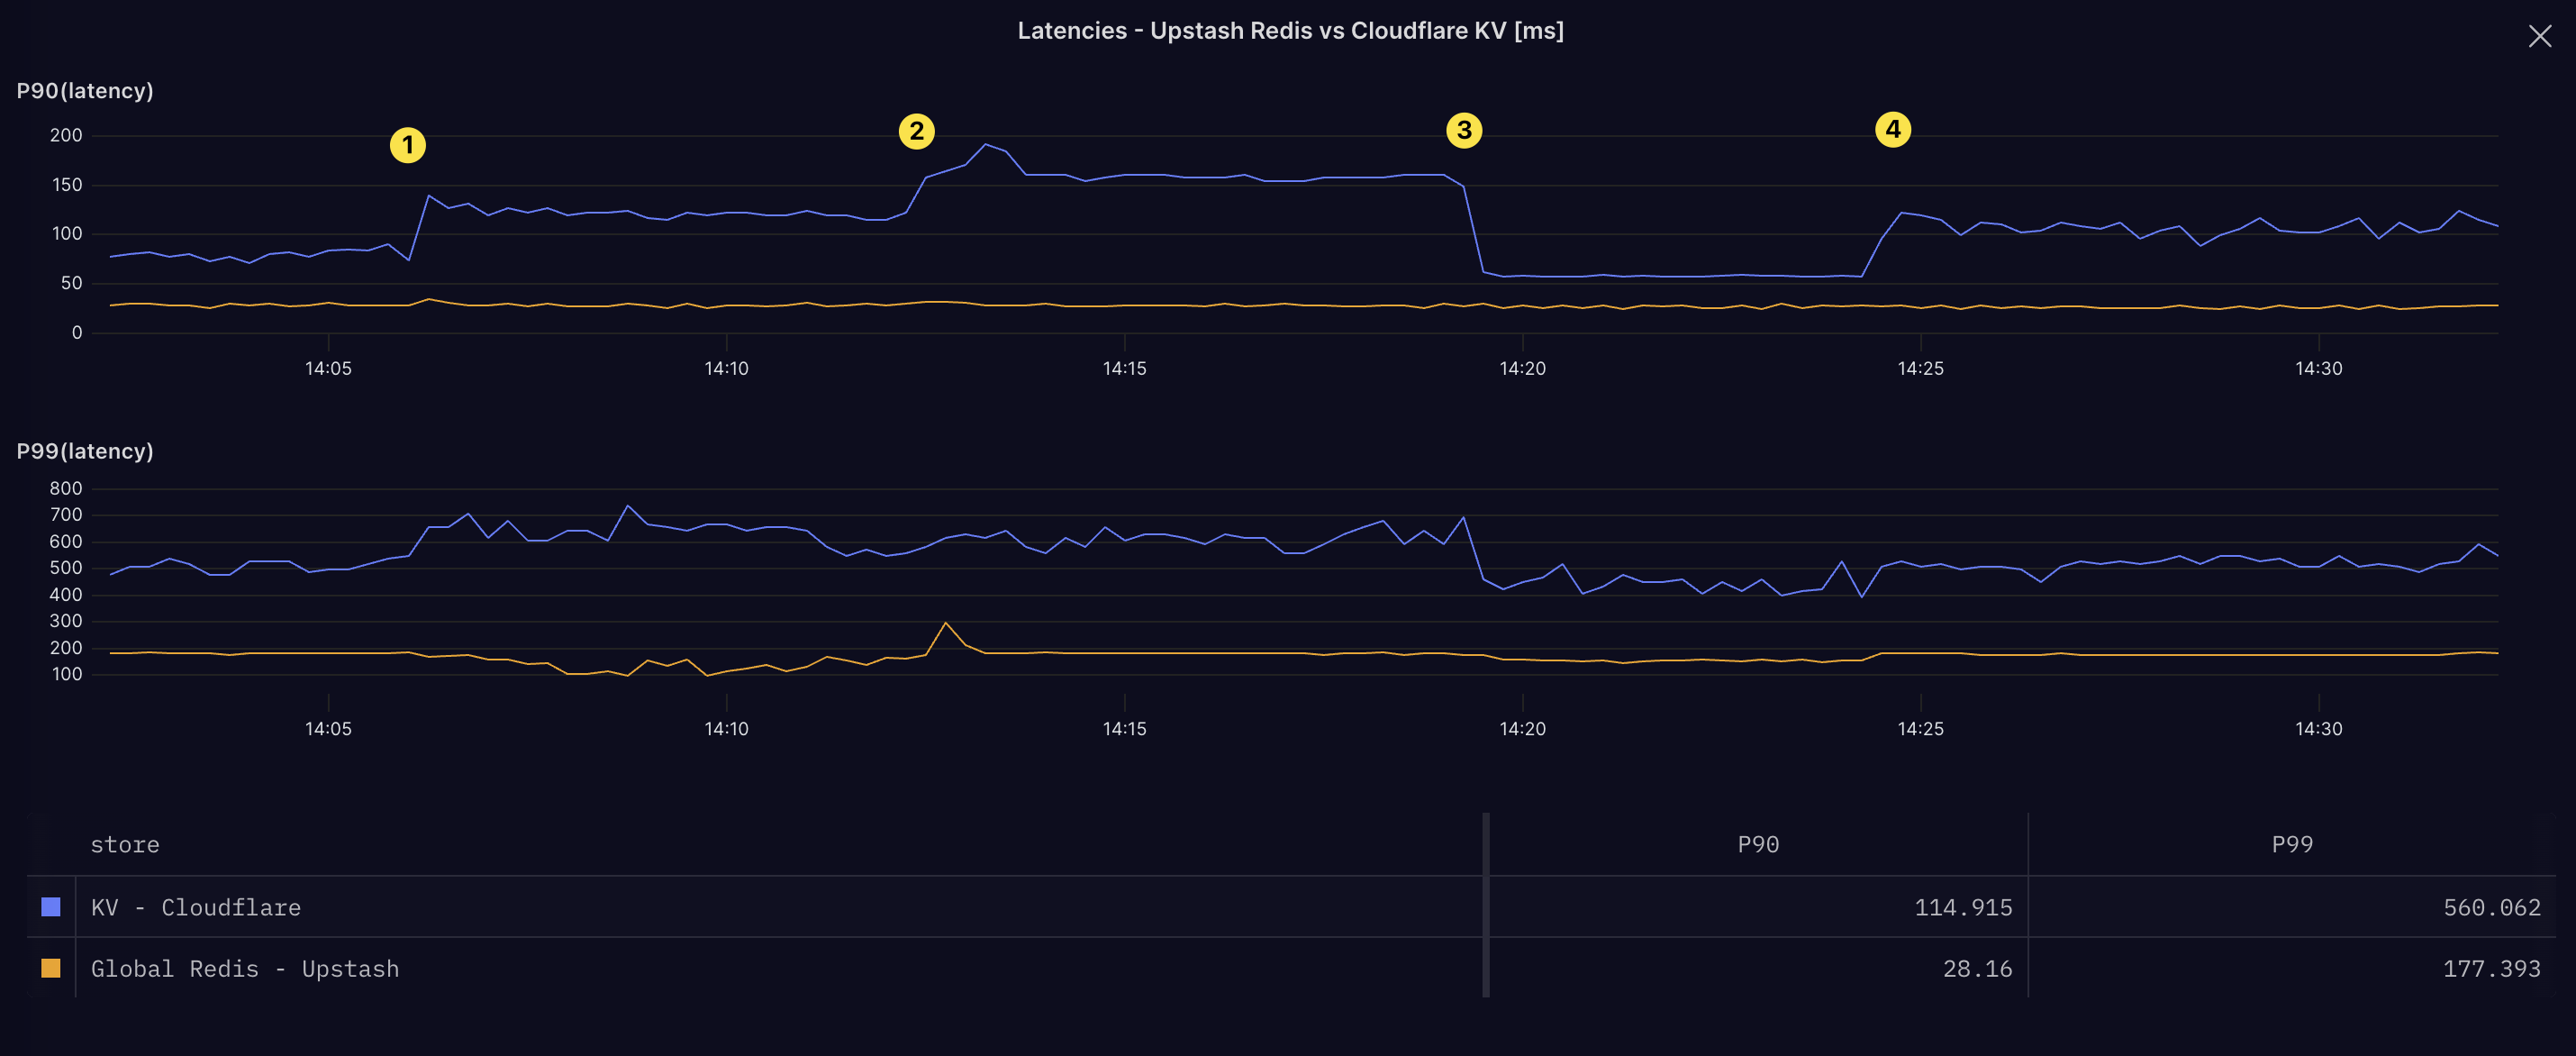 Latencies - Upstash Redis vs Cloudflare KV [ms]
P90(latency)
1 2 3 4
200
150
100
50
0
14:05 14:10 14:15 14:20 14:25 14:30
P99(latency)
800
700
600
500
400
300
200
100
14:05 14:10 14:15 14:20 14:25 14:30
store P90 P99
KV - Cloudflare 114.915 560.062
Global Redis - Upstash 28.16 177.393